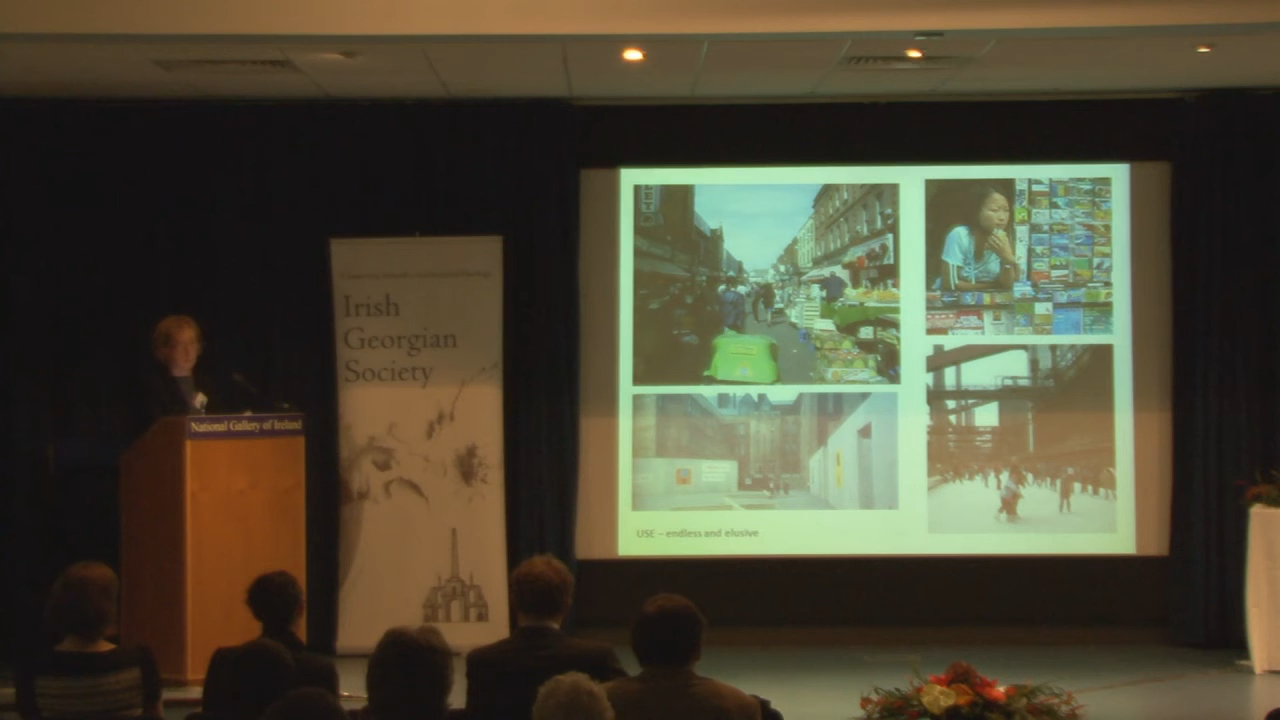 Irish
Georgian
Society
National Gallery of Ireland
USE – endless and elusive